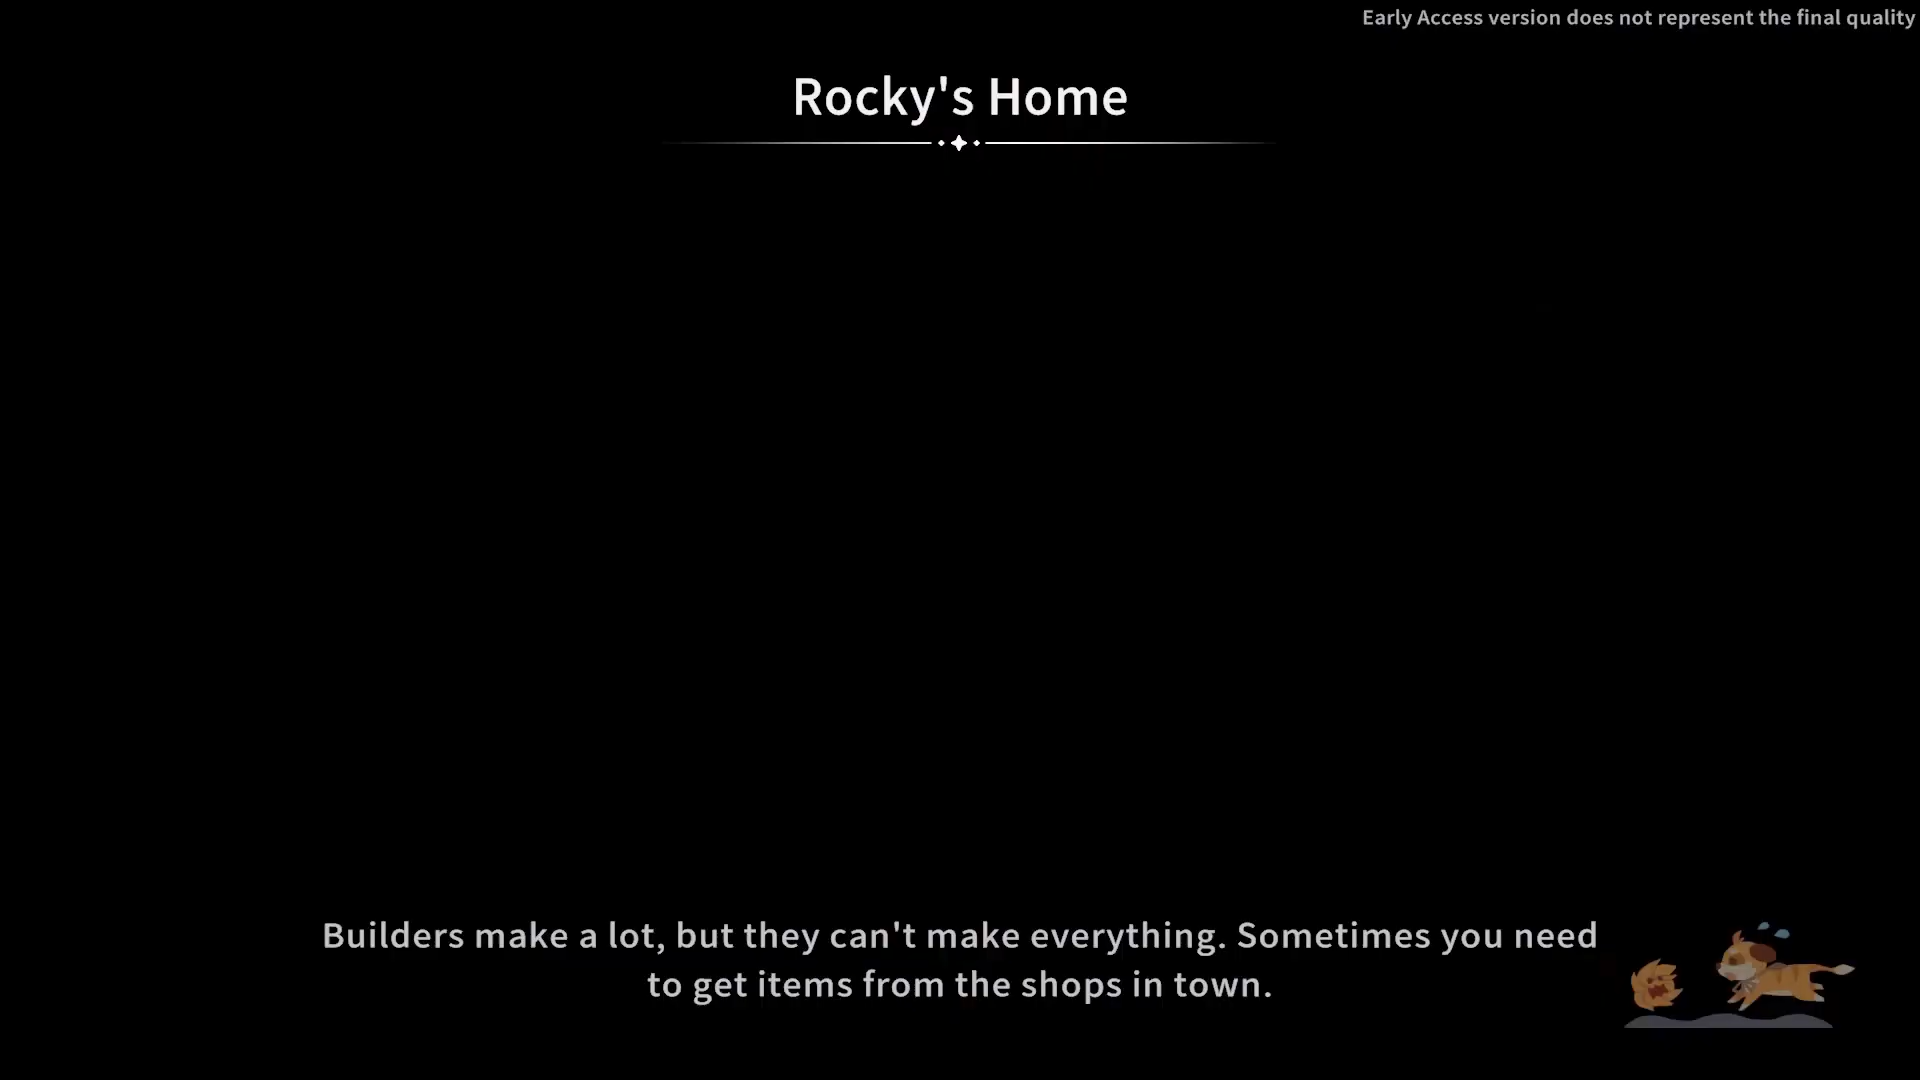 Early Access version does not represent the final quality
Rocky's Home
Builders make a lot, but they can't make everything. Sometimes you need
to get items from the shops in town.